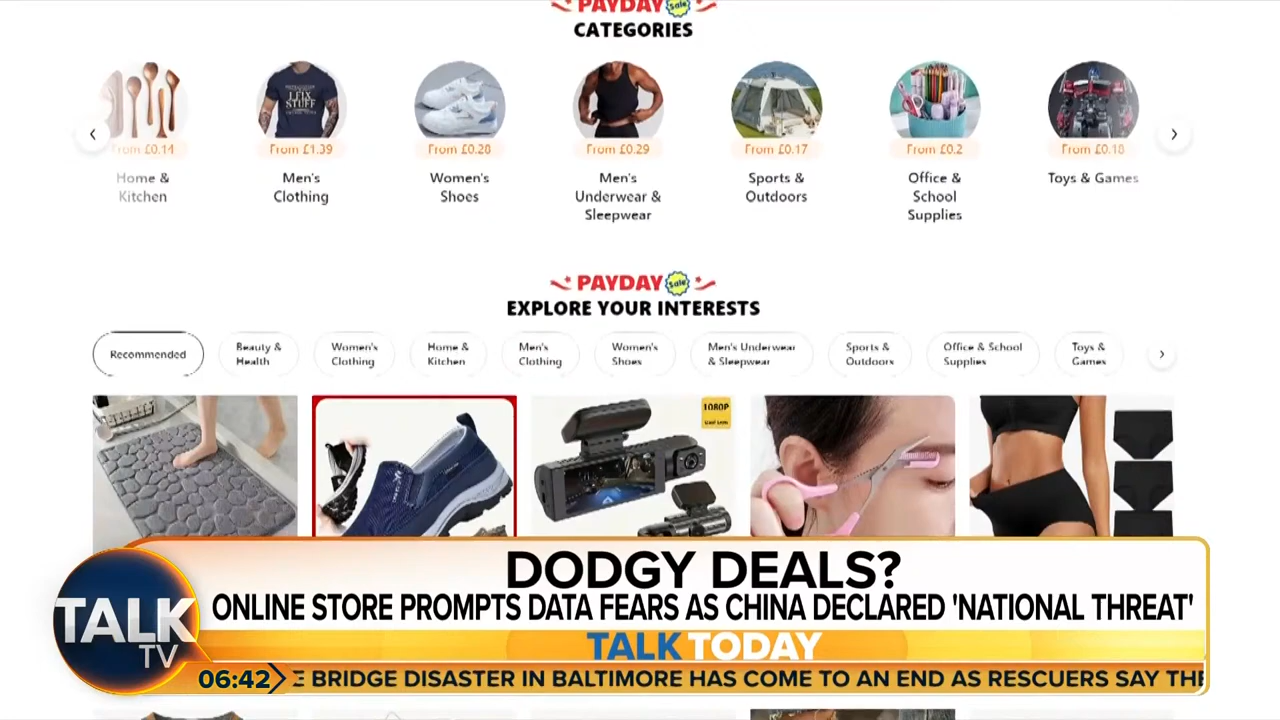 PAYDAY Sale
CATEGORIES
From £0.14
From £1.39
From £0.28
From £0.29
From £0.17
From £0.2
From £0.18
Home &
Kitchen
Men's
Clothing
Women's
Shoes
Men's
Underwear &
Sleepwear
Sports &
Outdoors
Office &
School
Supplies
Toys & Games
PAYDAY Sale
EXPLORE YOUR INTERESTS
Recommended
Beauty &
Health
Women's
Clothing
Home &
Kitchen
Men's
Clothing
Women's
Shoes
Men's Underwear
& Sleepwear
Sports &
Outdoors
Office & School
Supplies
Toys &
Games
1080P
DODGY DEALS?
ONLINE STORE PROMPTS DATA FEARS AS CHINA DECLARED 'NATIONAL THREAT'
TALK TODAY
TALK
TV
06:42
E BRIDGE DISASTER IN BALTIMORE HAS COME TO AN END AS RESCUERS SAY THE